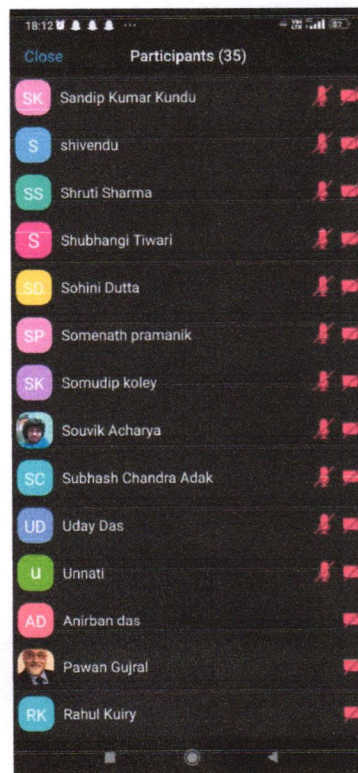 18:12
Close Participants (35)
SK Sandip Kumar Kundu
S shivendu
SS Shruti Sharma
S Shubhangi Tiwari
SD Sohini Dutta
SP Somenath pramanik
SK Somudip koley
Souvik Acharya
SC Subhash Chandra Adak
UD Uday Das
u Unnati
AD Anirban das
Pawan Gujral
RK Rahul Kuiry